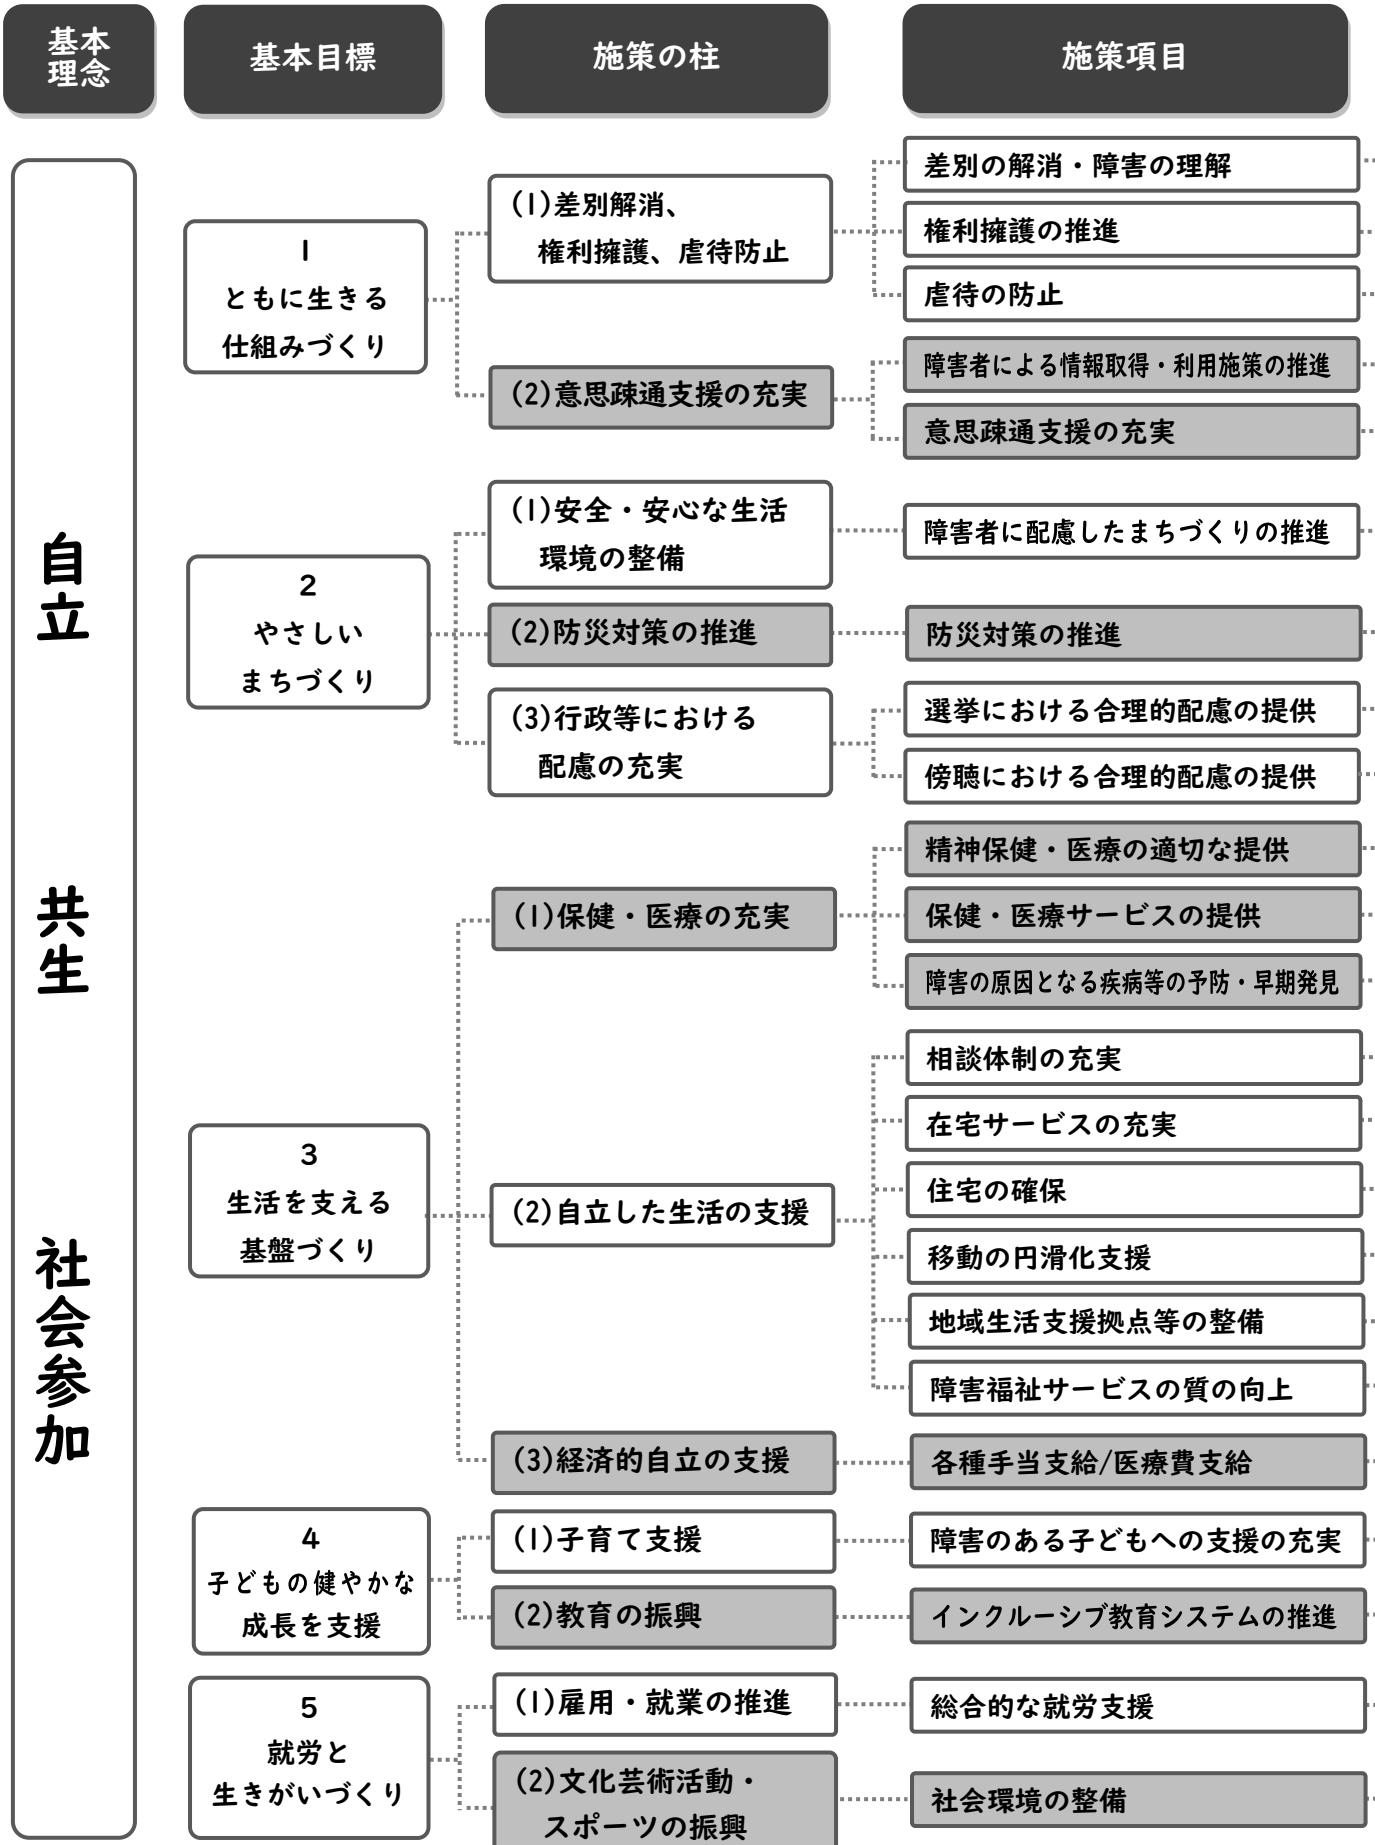 基本
理念
基本目標
施策の柱
施策項目
自立
共生
社会参加
1
ともに生きる
仕組みづくり
(1)差別解消、
権利擁護、虐待防止
差別の解消・障害の理解
権利擁護の推進
虐待の防止
(2)意思疎通支援の充実
障害者による情報取得・利用施策の推進
意思疎通支援の充実
2
やさしい
まちづくり
(1)安全・安心な生活
環境の整備
障害者に配慮したまちづくりの推進
(2)防災対策の推進
防災対策の推進
(3)行政等における
配慮の充実
選挙における合理的配慮の提供
傍聴における合理的配慮の提供
3
生活を支える
基盤づくり
(1)保健・医療の充実
精神保健・医療の適切な提供
保健・医療サービスの提供
障害の原因となる疾病等の予防・早期発見
(2)自立した生活の支援
相談体制の充実
在宅サービスの充実
住宅の確保
移動の円滑化支援
地域生活支援拠点等の整備
障害福祉サービスの質の向上
(3)経済的自立の支援
各種手当支給/医療費支給
4
子どもの健やかな
成長を支援
(1)子育て支援
障害のある子どもへの支援の充実
(2)教育の振興
インクルーシブ教育システムの推進
5
就労と
生きがいづくり
(1)雇用・就業の推進
総合的な就労支援
(2)文化芸術活動・
スポーツの振興
社会環境の整備